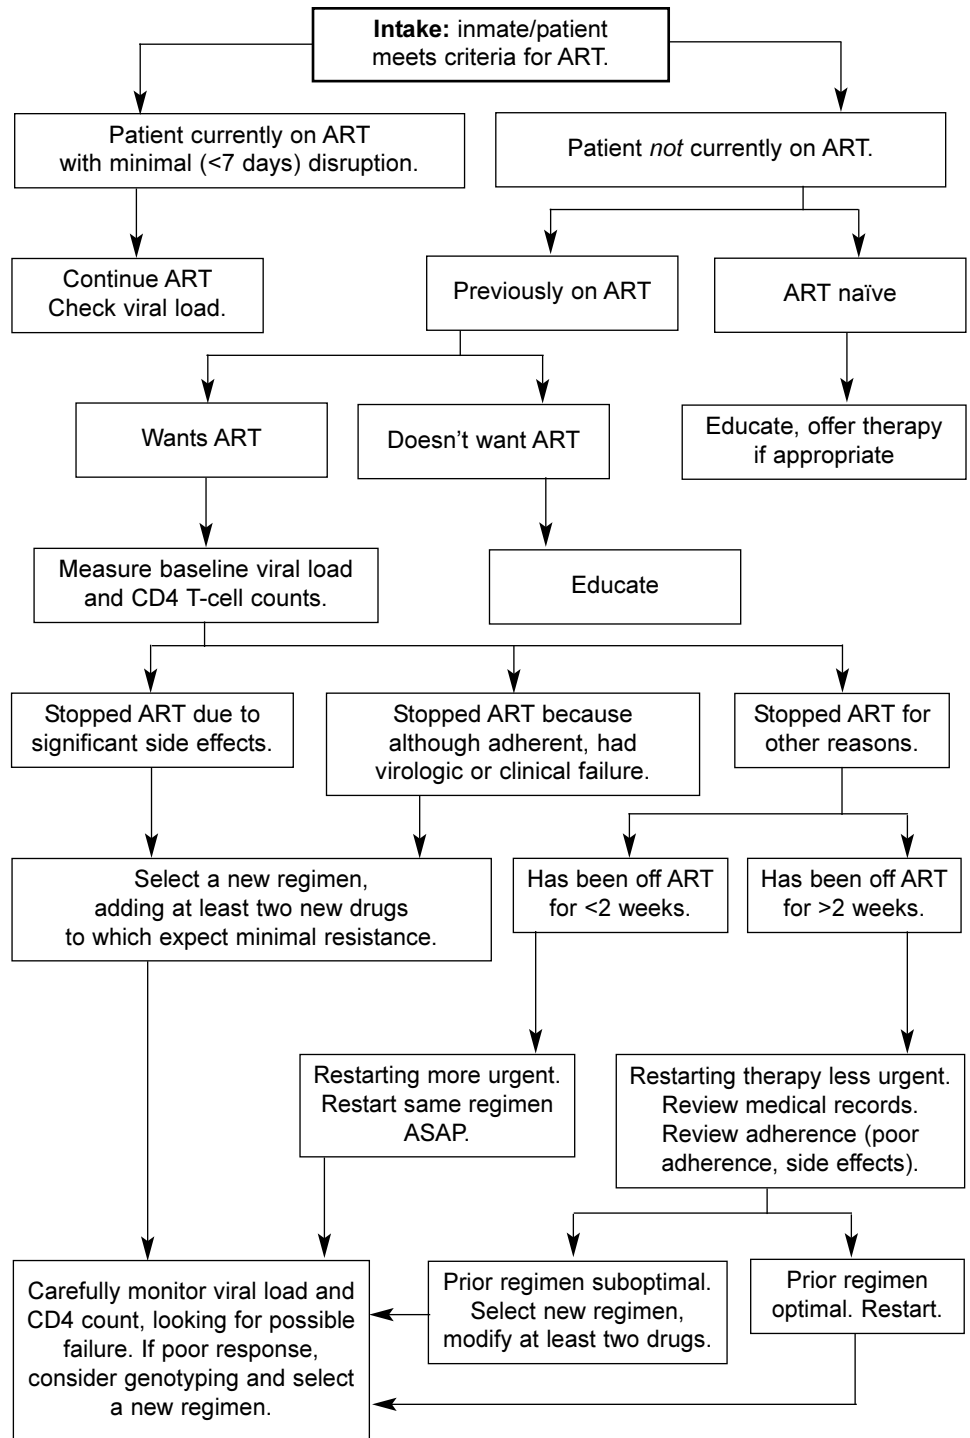 Intake: inmate/patient
meets criteria for ART.
Patient currently on ART
with minimal (<7 days) disruption.
Patient not currently on ART.
Continue ART
Check viral load.
Previously on ART
ART naïve
Wants ART
Doesn't want ART
Educate, offer therapy
if appropriate
Measure baseline viral load
and CD4 T-cell counts.
Educate
Stopped ART due to
significant side effects.
Stopped ART because
although adherent, had
virologic or clinical failure.
Stopped ART for
other reasons.
Select a new regimen,
adding at least two new drugs
to which expect minimal resistance.
Has been off ART
for <2 weeks.
Has been off ART
for >2 weeks.
Restarting more urgent.
Restart same regimen
ASAP.
Restarting therapy less urgent.
Review medical records.
Review adherence (poor
adherence, side effects).
Carefully monitor viral load and
CD4 count, looking for possible
failure. If poor response,
consider genotyping and select
a new regimen.
Prior regimen suboptimal.
Select new regimen,
modify at least two drugs.
Prior regimen
optimal. Restart.